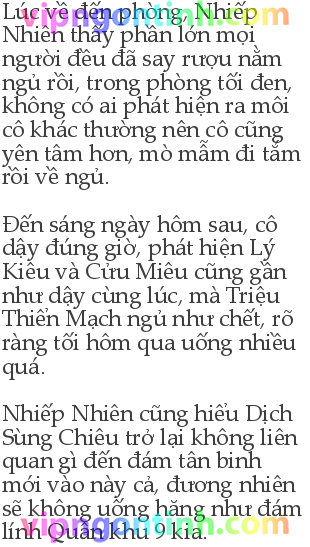 Lúc về đến phòng, Nhiếp
Nhiên thấy phần lớn mọi
người đều đã say rượu nằm
ngủ rồi, trong phòng tối đen,
không có ai phát hiện ra môi
cô khác thường nên cô cũng
yên tâm hơn, mò mẫm đi tắm
rồi về ngủ.
Đến sáng ngày hôm sau, cô
dậy đúng giờ, phát hiện Lý
Kiêu và Cửu Miêu cũng gần
như dậy cùng lúc, mà Triệu
Thiển Mạch ngủ như chết, rõ
ràng tối hôm qua uống nhiều
quá.
Nhiếp Nhiên cũng hiểu Dịch
Sùng Chiêu trở lại không liên
quan gì đến đám tân binh
mới vào này cả, đương nhiên
sẽ không uống hăng như đám
lính Quân khu 9 kia.
vipngontinh.com
vipngontinh.com